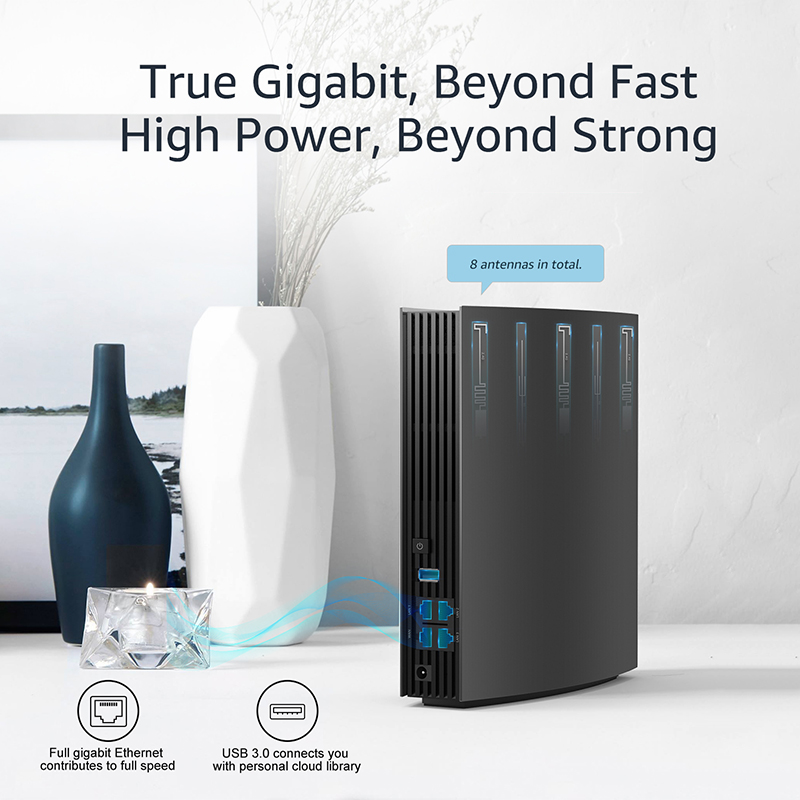 True Gigabit, Beyond Fast
High Power, Beyond Strong
8 antennas in total.
Full gigabit Ethernet
contributes to full speed
USB 3.0 connects you
with personal cloud library